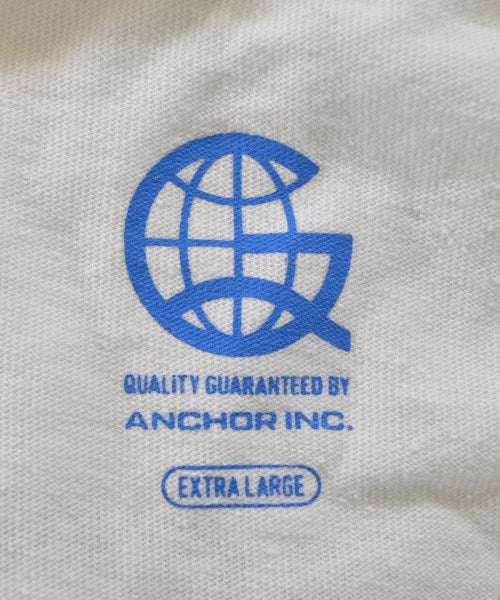 QUALITY GUARANTEED BY
ANCHOR INC.
EXTRA LARGE